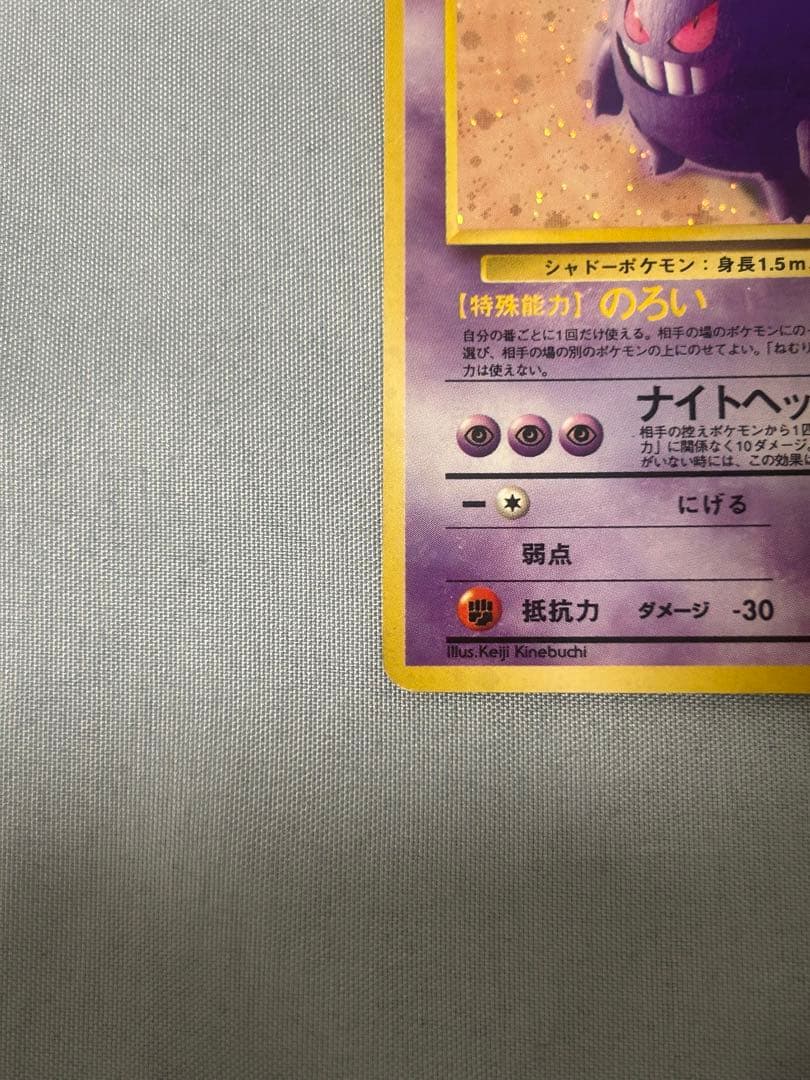 シャドーポケモン：身長1.5m
【特殊能力】 のろい
自分の番ごとに1回だけ使える。相手の場のポケモンにの
選び、相手の場の別のポケモンの上にのせてよい。「ねむり
力は使えない。
ナイトヘッ
相手の控えポケモンから1匹
力」に関係なく10ダメージ。
がいない時には、この効果は
にげる
弱点
抵抗力 ダメージ -30
Illus.Keiji Kinebuchi